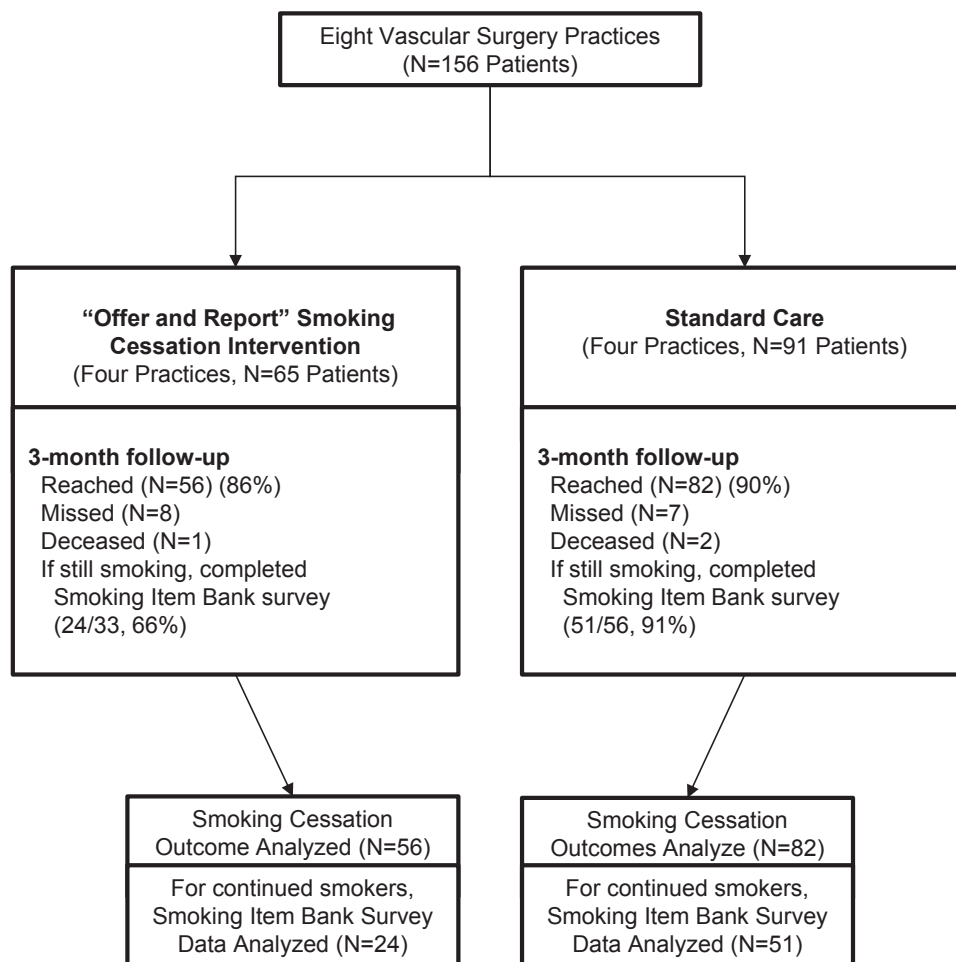 Eight Vascular Surgery Practices
(N=156 Patients)
“Offer and Report” Smoking
Cessation Intervention
(Four Practices, N=65 Patients)
3-month follow-up
Reached (N=56) (86%)
Missed (N=8)
Deceased (N=1)
If still smoking, completed
Smoking Item Bank survey
(24/33, 66%)
Smoking Cessation
Outcome Analyzed (N=56)
For continued smokers,
Smoking Item Bank Survey
Data Analyzed (N=24)
Standard Care
(Four Practices, N=91 Patients)
3-month follow-up
Reached (N=82) (90%)
Missed (N=7)
Deceased (N=2)
If still smoking, completed
Smoking Item Bank survey
(51/56, 91%)
Smoking Cessation
Outcomes Analyze (N=82)
For continued smokers,
Smoking Item Bank Survey
Data Analyzed (N=51)